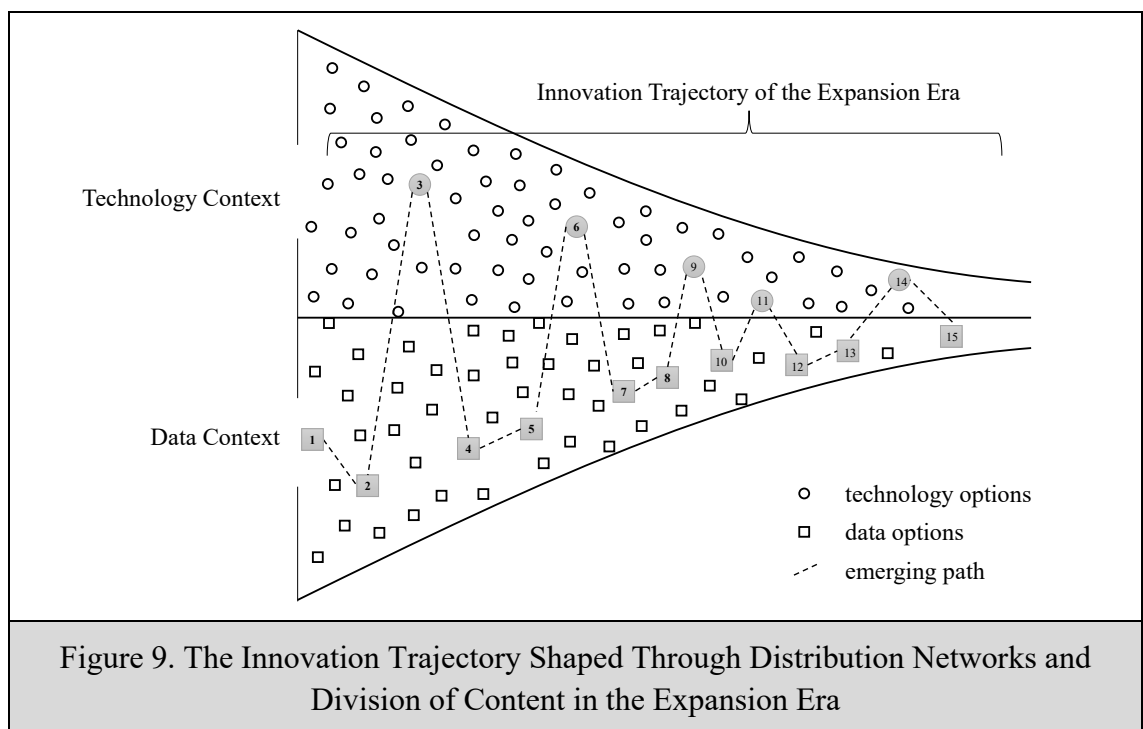 Innovation Trajectory of the Expansion Era
Technology Context
3
6
9
14
11
15
13
10
12
8
7
5
Data Context
1
4
2
technology options
data options
emerging path
Figure 9. The Innovation Trajectory Shaped Through Distribution Networks and
Division of Content in the Expansion Era